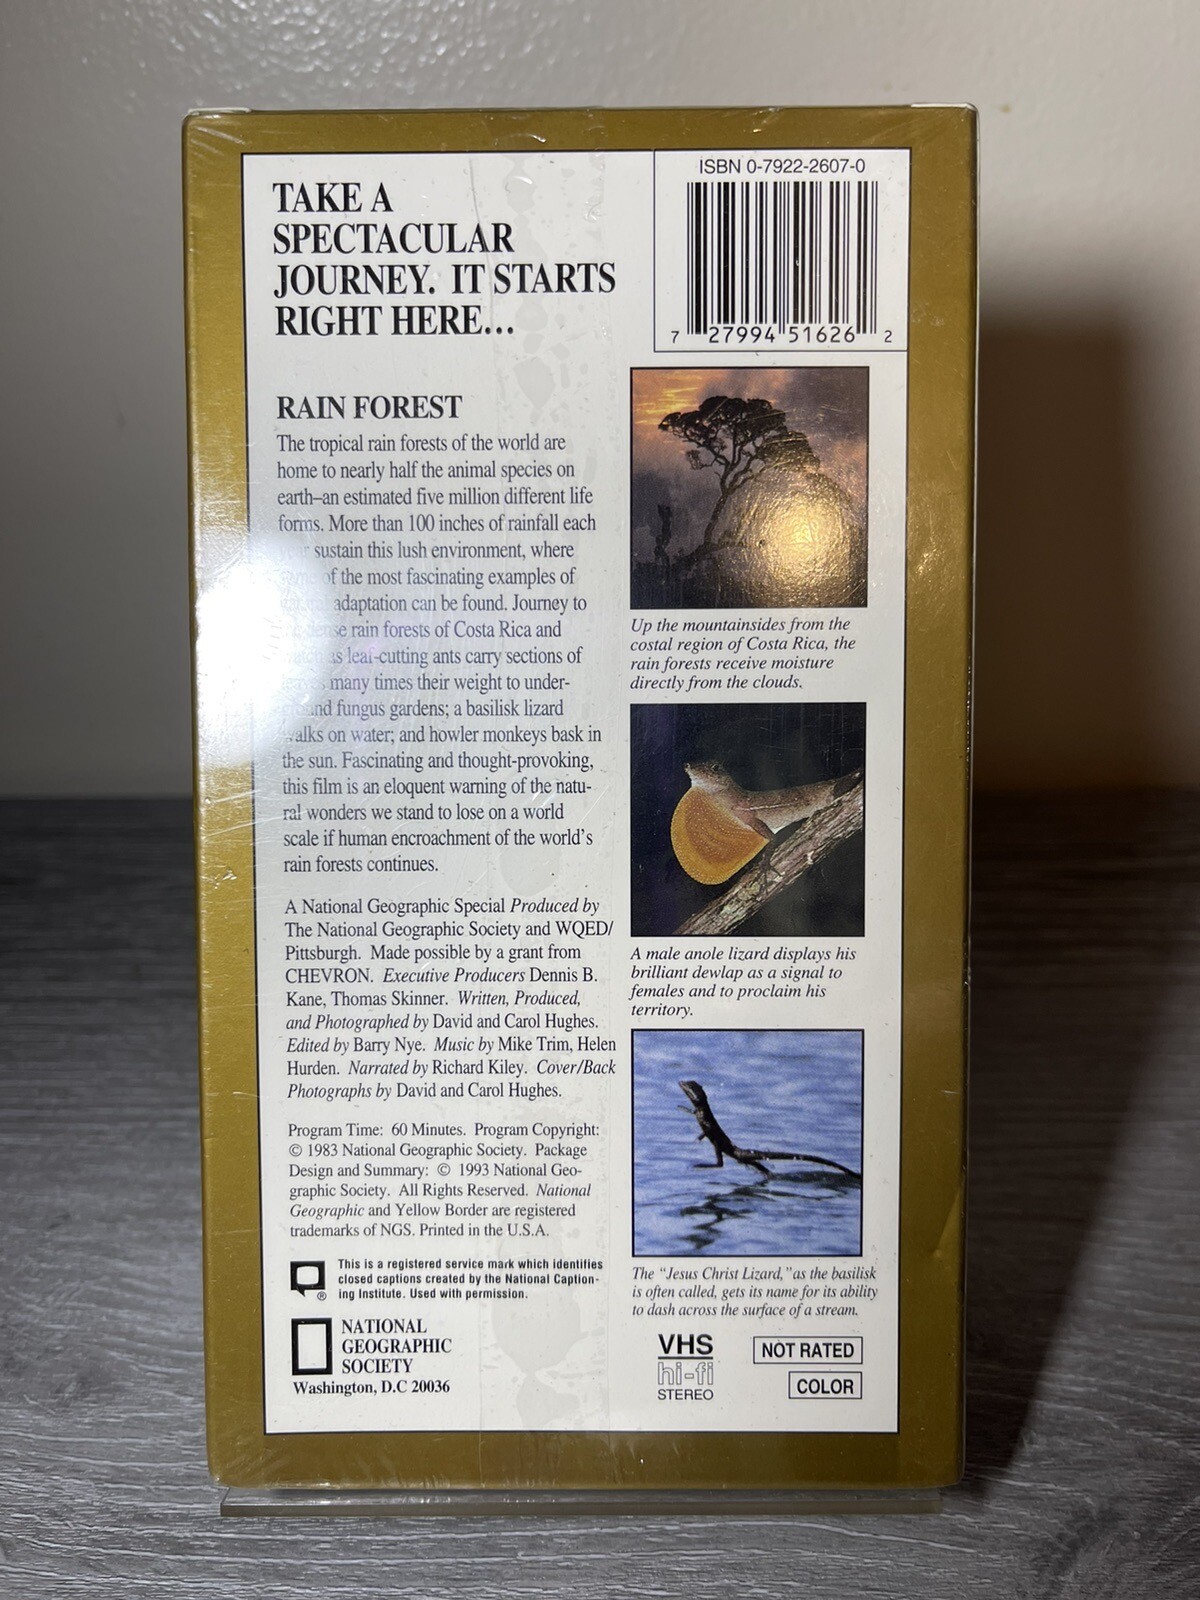 TAKE A
SPECTACULAR
JOURNEY. IT STARTS
RIGHT HERE...
ISBN 0-7922-2607-0
7 27994 51626 2
RAIN FOREST
The tropical rain forests of the world are
home to nearly half the animal species on
earth–an estimated five million different life
forms. More than 100 inches of rainfall each
sustain this lush environment, where
of the most fascinating examples of
adaptation can be found. Journey to
rain forests of Costa Rica and
as leaf-cutting ants carry sections of
many times their weight to under-
fungus gardens; a basilisk lizard
walks on water; and howler monkeys bask in
the sun. Fascinating and thought-provoking,
this film is an eloquent warning of the natu-
ral wonders we stand to lose on a world
scale if human encroachment of the world's
rain forests continues.
A National Geographic Special Produced by
The National Geographic Society and WQED/
Pittsburgh. Made possible by a grant from
CHEVRON. Executive Producers Dennis B.
Kane, Thomas Skinner. Written, Produced,
and Photographed by David and Carol Hughes.
Edited by Barry Nye. Music by Mike Trim, Helen
Hurden. Narrated by Richard Kiley. Cover/Back
Photographs by David and Carol Hughes.
Program Time: 60 Minutes. Program Copyright:
© 1983 National Geographic Society. Package
Design and Summary: © 1993 National Geo-
graphic Society. All Rights Reserved. National
Geographic and Yellow Border are registered
trademarks of NGS. Printed in the U.S.A.
This is a registered service mark which identifies
closed captions created by the National Caption-
ing Institute. Used with permission.
®
NATIONAL
GEOGRAPHIC
SOCIETY
Washington, D.C 20036
Up the mountainsides from the
costal region of Costa Rica, the
rain forests receive moisture
directly from the clouds.
A male anole lizard displays his
brilliant dewlap as a signal to
females and to proclaim his
territory.
The "Jesus Christ Lizard," as the basilisk
is often called, gets its name for its ability
to dash across the surface of a stream.
VHS
hi-fi
STEREO
NOT RATED
COLOR